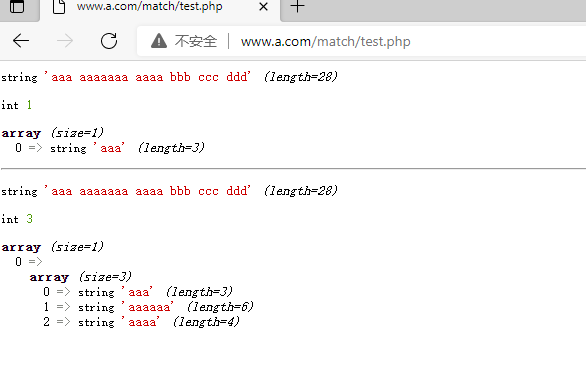 www.a.com/match/test.php
不安全 www.a.com/match/test.php
string 'aaa aaaaaaa aaaa bbb ccc ddd' (length=28)
int 1
array (size=1)
0 => string 'aaa' (length=3)
string 'aaa aaaaaaa aaaa bbb ccc ddd' (length=28)
int 3
array (size=1)
0 =>
array (size=3)
0 => string 'aaa' (length=3)
1 => string 'aaaaaa' (length=6)
2 => string 'aaaa' (length=4)